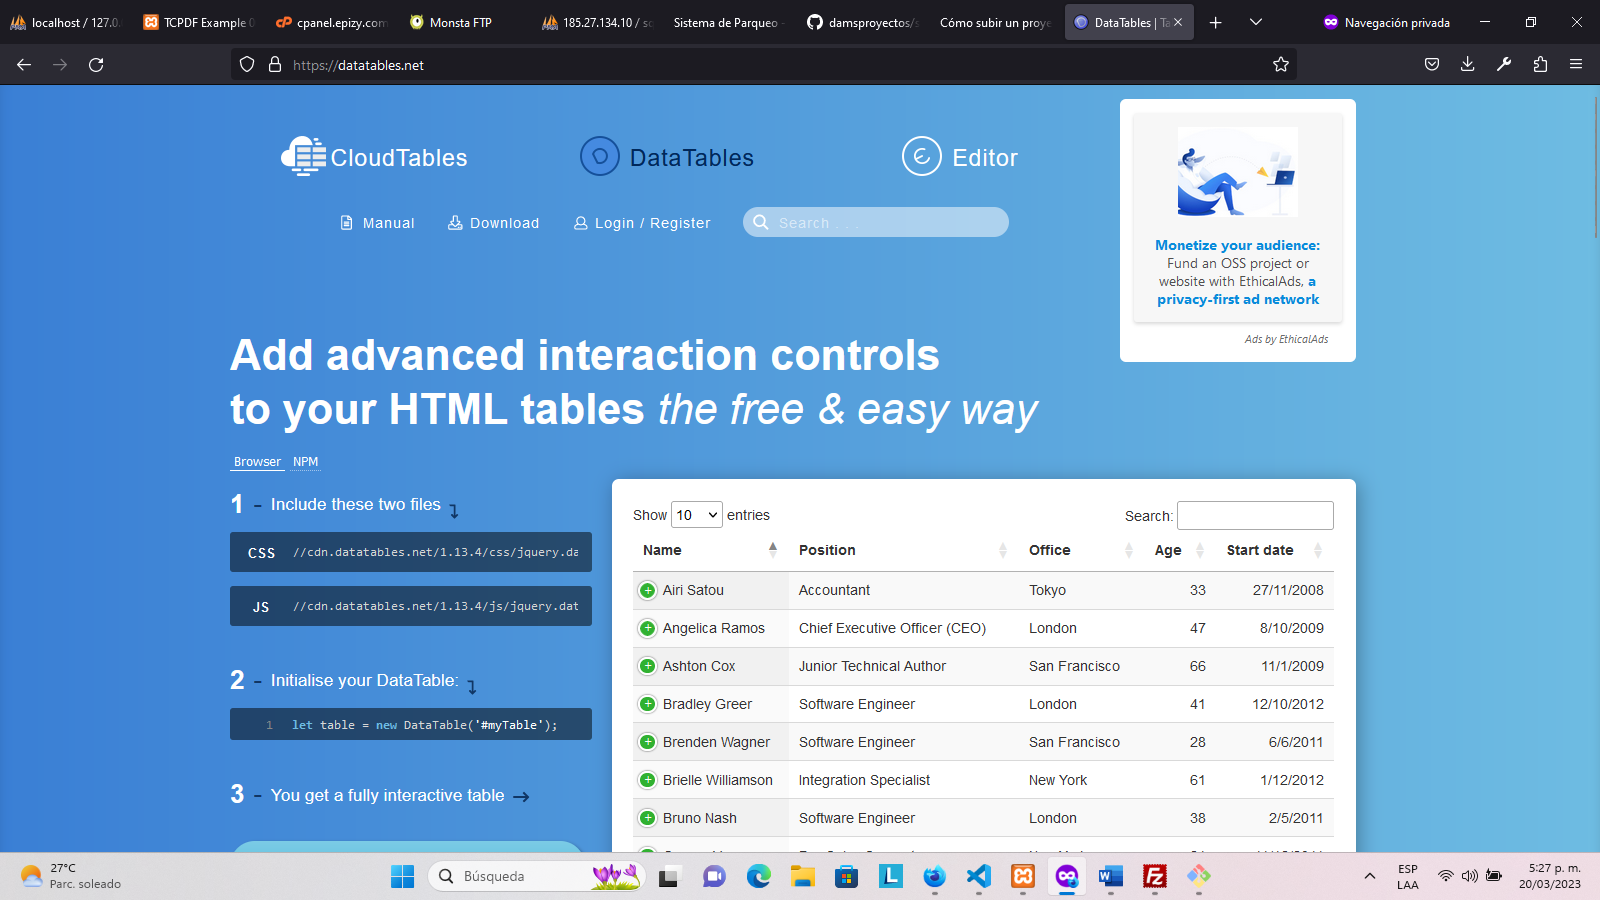 localhost / 127.0.
TCPDF Example 0
cpanel.epizy.com
Monsta FTP
185.27.134.10 / sq
Sistema de Parqueo -
damsproyectos/s
Cómo subir un proye
DataTables | Ta
Navegación privada
https://datatables.net
CloudTables
DataTables
Editor
Manual
Download
Login / Register
Search . . .
Monetize your audience:
Fund an OSS project or
website with EthicalAds, a
privacy-first ad network
Ads by EthicalAds
Add advanced interaction controls
to your HTML tables the free & easy way
Browser NPM
1 - Include these two files
CSS //cdn.datatables.net/1.13.4/css/jquery.da
JS //cdn.datatables.net/1.13.4/js/jquery.dat
2 - Initialise your DataTable:
1 let table = new DataTable('#myTable');
3 - You get a fully interactive table
Show 10 entries
Search:
Name Position Office Age Start date
Airi Satou Accountant Tokyo 33 27/11/2008
Angelica Ramos Chief Executive Officer (CEO) London 47 8/10/2009
Ashton Cox Junior Technical Author San Francisco 66 11/1/2009
Bradley Greer Software Engineer London 41 12/10/2012
Brenden Wagner Software Engineer San Francisco 28 6/6/2011
Brielle Williamson Integration Specialist New York 61 1/12/2012
Bruno Nash Software Engineer London 38 2/5/2011
27°C
Parc. soleado
Búsqueda
ESP
LAA
5:27 p. m.
20/03/2023